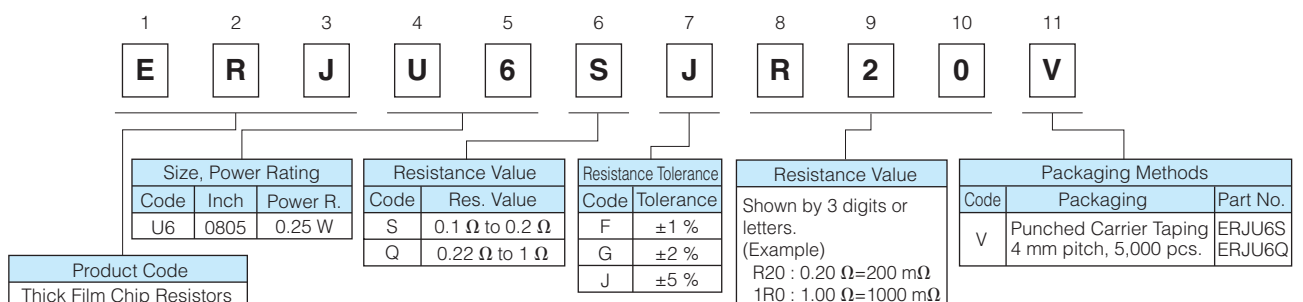 1 2 3 4 5 6 7 8 9 10 11
E R J U 6 S J R 2 0 V
Size, Power Rating
Code Inch Power R.
U6 0805 0.25 W
Resistance Value
Code Res. Value
S 0.1 Ω to 0.2 Ω
Q 0.22 Ω to 1 Ω
Resistance Tolerance
Code Tolerance
F ±1 %
G ±2 %
J ±5 %
Resistance Value
Shown by 3 digits or
letters.
(Example)
R20 : 0.20 Ω=200 mΩ
1R0 : 1.00 Ω=1000 mΩ
Packaging Methods
Code Packaging Part No.
V Punched Carrier Taping ERJU6S
4 mm pitch, 5,000 pcs. ERJU6Q
Product Code
Thick Film Chip Resistors